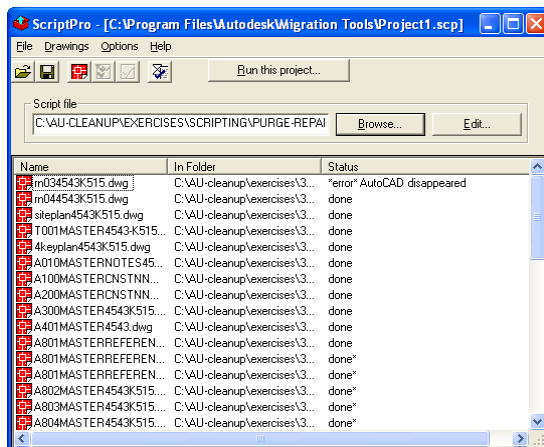 ScriptPro - [C:\Program Files\Autodesk\Migration Tools\Project1.scp]
File Drawings Options Help
Run this project...
Script file
C:\AU-CLEANUP\EXERCISES\SCRIPTING\PURGE-REPAI Browse... Edit...
Name In Folder Status
rn034543K515.dwg C:\AU-cleanup\exercises\3... *error* AutoCAD disappeared
rn044543K515.dwg C:\AU-cleanup\exercises\3... done
siteplan4543K515.dwg C:\AU-cleanup\exercises\3... done
T001MASTER4543-K515... C:\AU-cleanup\exercises\3... done
4keyplan4543K515.dwg C:\AU-cleanup\exercises\3... done
A010MASTERNOTES45... C:\AU-cleanup\exercises\3... done
A100MASTERCNSTNN... C:\AU-cleanup\exercises\3... done
A200MASTERCNSTNN... C:\AU-cleanup\exercises\3... done
A300MASTER4543K515... C:\AU-cleanup\exercises\3... done
A401MASTER4543.dwg C:\AU-cleanup\exercises\3... done
A801MASTERREFEREN... C:\AU-cleanup\exercises\3... done
A801MASTERREFEREN... C:\AU-cleanup\exercises\3... done*
A801MASTERREFEREN... C:\AU-cleanup\exercises\3... done*
A802MASTER4543K515... C:\AU-cleanup\exercises\3... done*
A803MASTER4543K515... C:\AU-cleanup\exercises\3... done*
A804MASTER4543K515... C:\AU-cleanup\exercises\3... done*